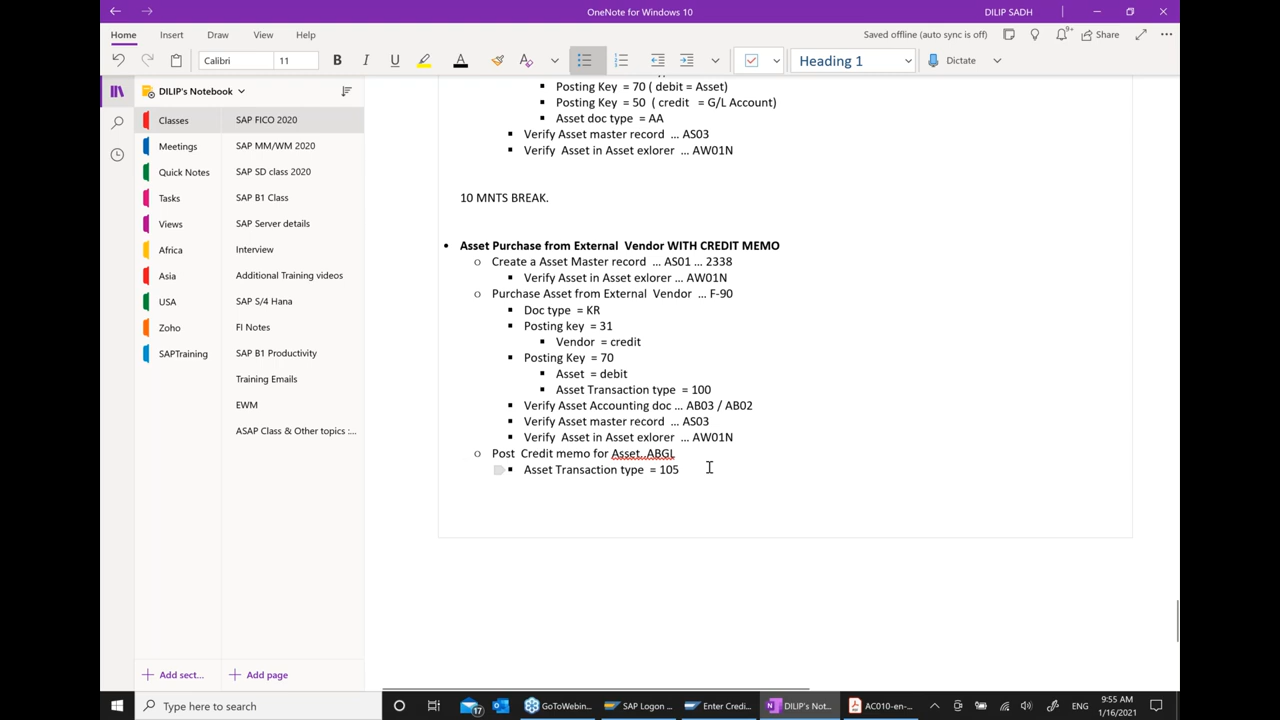 OneNote for Windows 10
DILIP SADH
Home Insert Draw View Help
Saved offline (auto sync is off)
Share
Calibri 11 B I U A
Heading 1
Dictate
DILIP's Notebook
Classes
Meetings
Quick Notes
Tasks
Views
Africa
Asia
USA
Zoho
SAPTraining
SAP FICO 2020
SAP MM/WM 2020
SAP SD class 2020
SAP B1 Class
SAP Server details
Interview
Additional Training videos
SAP S/4 Hana
FI Notes
SAP B1 Productivity
Training Emails
EWM
ASAP Class & Other topics :...
Posting Key = 70 ( debit = Asset)
Posting Key = 50 ( credit = G/L Account)
Asset doc type = AA
Verify Asset master record ... AS03
Verify Asset in Asset exlorer ... AW01N
10 MNTS BREAK.
Asset Purchase from External Vendor WITH CREDIT MEMO
Create a Asset Master record ... AS01 ... 2338
Verify Asset in Asset exlorer ... AW01N
Purchase Asset from External Vendor ... F-90
Doc type = KR
Posting key = 31
Vendor = credit
Posting Key = 70
Asset = debit
Asset Transaction type = 100
Verify Asset Accounting doc ... AB03 / AB02
Verify Asset master record ... AS03
Verify Asset in Asset exlorer ... AW01N
Post Credit memo for Asset..ABGL
Asset Transaction type = 105
+ Add sect...
+ Add page
Type here to search
17
GoToWebin...
SAP Logon ...
Enter Credi...
DILIP's Not...
AC010-en-...
ENG
9:55 AM
1/16/2021